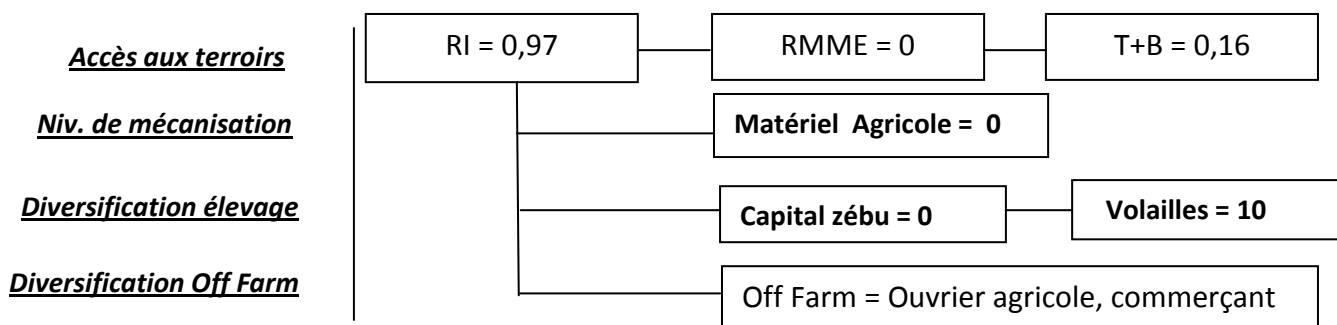 Accès aux terroirs RI = 0,97 RMME = 0 T+B = 0,16
Niv. de mécanisation Matériel Agricole = 0
Diversification élevage Capital zébu = 0 Volailles = 10
Diversification Off Farm Off Farm = Ouvrier agricole, commerçant